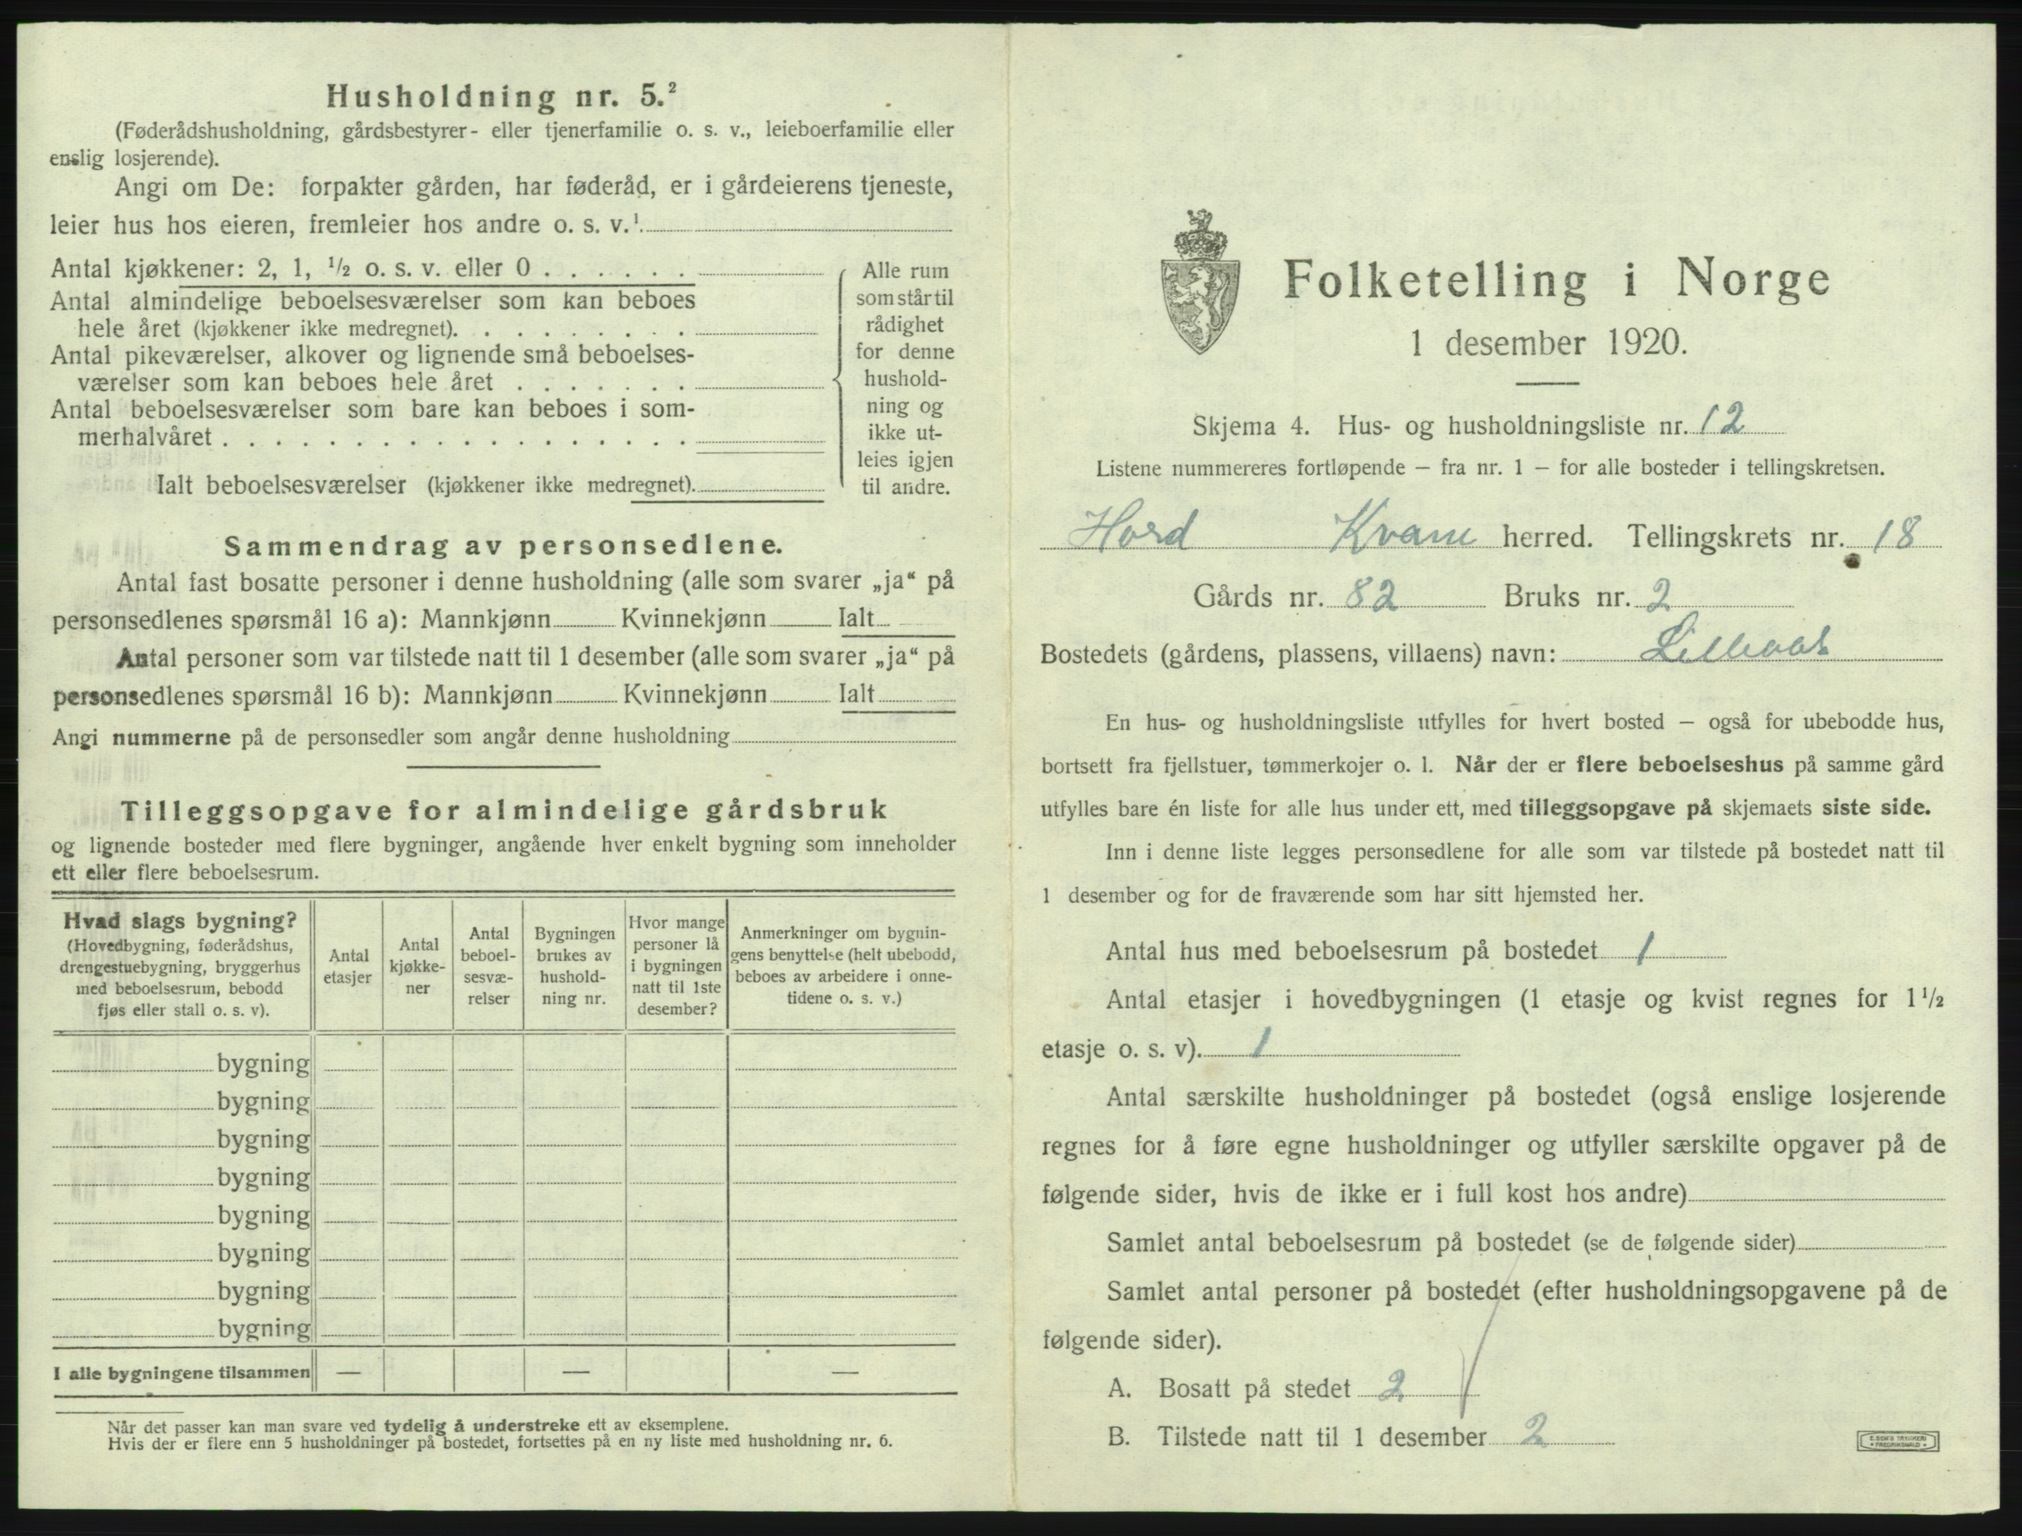 Husholdning nr. 5.²
(Føderådshusholdning, gårdsbestyrer- eller tjenerfamilie o. s. v., leieboerfamilie eller
enslig losjerende).
Angi om De: forpakter gården, har føderåd, er i gårdeierens tjeneste,
leier hus hos eieren, fremleier hos andre o. s. v.¹
Antal kjøkkener: 2, 1, ½ o. s. v. eller 0 . . . . . .
Antal almindelige beboelsesværelser som kan beboes
hele året (kjøkkener ikke medregnet). . . . . . . . .
Antal pikeværelser, alkover og lignende små beboelses-
værelser som kan beboes hele året . . . . . . .
Antal beboelsesværelser som bare kan beboes i som-
merhalvåret . . . . . . . . . . . . . . . . . .
Ialt beboelsesværelser (kjøkkener ikke medregnet).
Alle rum
som står til
rådighet
for denne
hushold-
ning og
ikke ut-
leies igjen
til andre.
Sammendrag av personsedlene.
Antal fast bosatte personer i denne husholdning (alle som svarer „ja“ på
personsedlenes spørsmål 16 a): Mannkjønn Kvinnekjønn Ialt
Antal personer som var tilstede natt til 1 desember (alle som svarer „ja“ på
personsedlenes spørsmål 16 b): Mannkjønn Kvinnekjønn Ialt
Angi nummerne på de personsedler som angår denne husholdning
Tilleggsopgave for almindelige gårdsbruk
og lignende bosteder med flere bygninger, angående hver enkelt bygning som inneholder
ett eller flere beboelsesrum.
Hvad slags bygning?
(Hovedbygning, føderådshus,
drengestuebygning, bryggerhus
med beboelsesrum, bebodd
fjøs eller stall o. s. v).
Antal
etasjer
Antal
kjøkke-
ner
Antal
beboel-
sesvæ-
relser
Bygningen
brukes av
hushold-
ning nr.
Hvor mange
personer lå
i bygningen
natt til 1ste
desember?
Anmerkninger om bygnin-
gens benyttelse (helt ubebodd,
beboes av arbeidere i onne-
tidene o. s. v.)
bygning
bygning
bygning
bygning
bygning
bygning
bygning
bygning
I alle bygningene tilsammen — — —
Når det passer kan man svare ved tydelig å understreke ett av eksemplene.
Hvis der er flere enn 5 husholdninger på bostedet, fortsettes på en ny liste med husholdning nr. 6.
Folketelling i Norge
1 desember 1920.
Skjema 4. Hus- og husholdningsliste nr. 12
Listene nummereres fortløpende – fra nr. 1 – for alle bosteder i tellingskretsen.
Hord Kvam herred. Tellingskrets nr. 18
Gårds nr. 82 Bruks nr. 2
Bostedets (gårdens, plassens, villaens) navn:
En hus- og husholdningsliste utfylles for hvert bosted – også for ubebodde hus,
bortsett fra fjellstuer, tømmerkojer o. l. Når der er flere beboelseshus på samme gård
utfylles bare én liste for alle hus under ett, med tilleggsopgave på skjemaets siste side.
Inn i denne liste legges personsedlene for alle som var tilstede på bostedet natt til
1 desember og for de fraværende som har sitt hjemsted her.
Antal hus med beboelsesrum på bostedet 1
Antal etasjer i hovedbygningen (1 etasje og kvist regnes for 1½
etasje o. s. v). 1
Antal særskilte husholdninger på bostedet (også enslige losjerende
regnes for å føre egne husholdninger og utfyller særskilte opgaver på de
følgende sider, hvis de ikke er i full kost hos andre)
Samlet antal beboelsesrum på bostedet (se de følgende sider)
Samlet antal personer på bostedet (efter husholdningsopgavene på de
følgende sider).
A. Bosatt på stedet 2
B. Tilstede natt til 1 desember 2